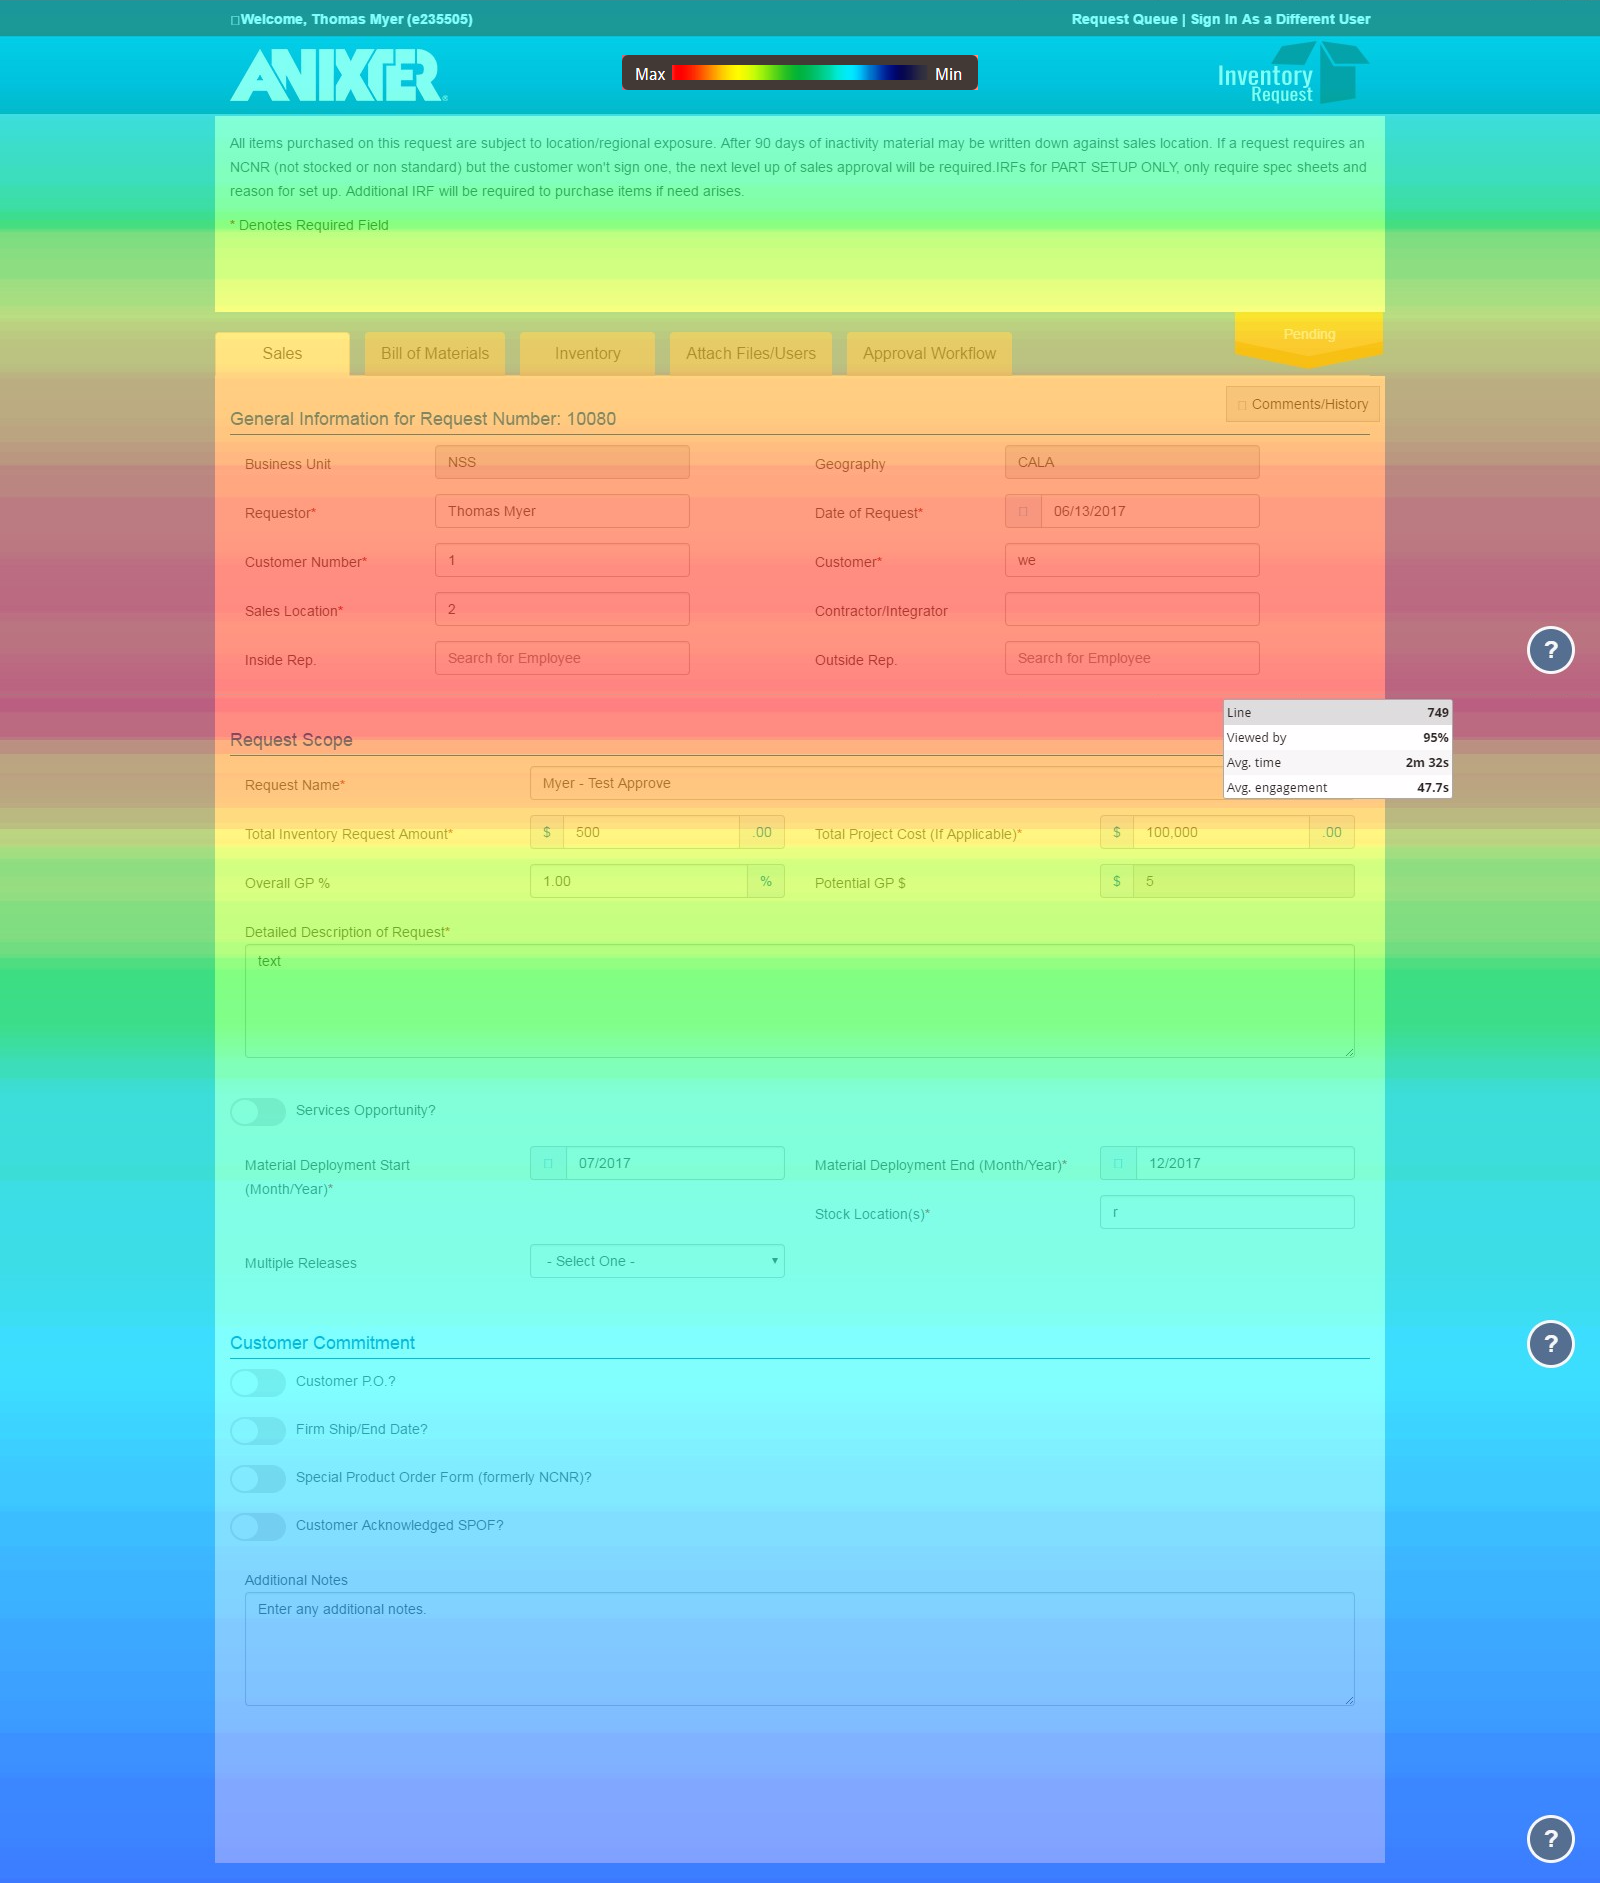 Welcome, Thomas Myer (e235505)
Request Queue | Sign In As a Different User
ANIXTER®
Max Min
Inventory
Request
All items purchased on this request are subject to location/regional exposure. After 90 days of inactivity material may be written down against sales location. If a request requires an
NCNR (not stocked or non standard) but the customer won't sign one, the next level up of sales approval will be required.IRFs for PART SETUP ONLY, only require spec sheets and
reason for set up. Additional IRF will be required to purchase items if need arises.
* Denotes Required Field
Pending
Sales Bill of Materials Inventory Attach Files/Users Approval Workflow
Comments/History
General Information for Request Number: 10080
Business Unit NSS Geography CALA
Requestor* Thomas Myer Date of Request* 06/13/2017
Customer Number* 1 Customer* we
Sales Location* 2 Contractor/Integrator
Inside Rep. Search for Employee Outside Rep. Search for Employee
?
Line 749
Viewed by 95%
Avg. time 2m 32s
Avg. engagement 47.7s
Request Scope
Request Name* Myer - Test Approve
Total Inventory Request Amount* $ 500 .00 Total Project Cost (If Applicable)* $ 100,000 .00
Overall GP % 1.00 % Potential GP $ $ 5
Detailed Description of Request*
text
Services Opportunity?
Material Deployment Start
(Month/Year)* 07/2017 Material Deployment End (Month/Year)* 12/2017
Stock Location(s)* r
Multiple Releases - Select One -
Customer Commitment
?
Customer P.O.?
Firm Ship/End Date?
Special Product Order Form (formerly NCNR)?
Customer Acknowledged SPOF?
Additional Notes
Enter any additional notes.
?